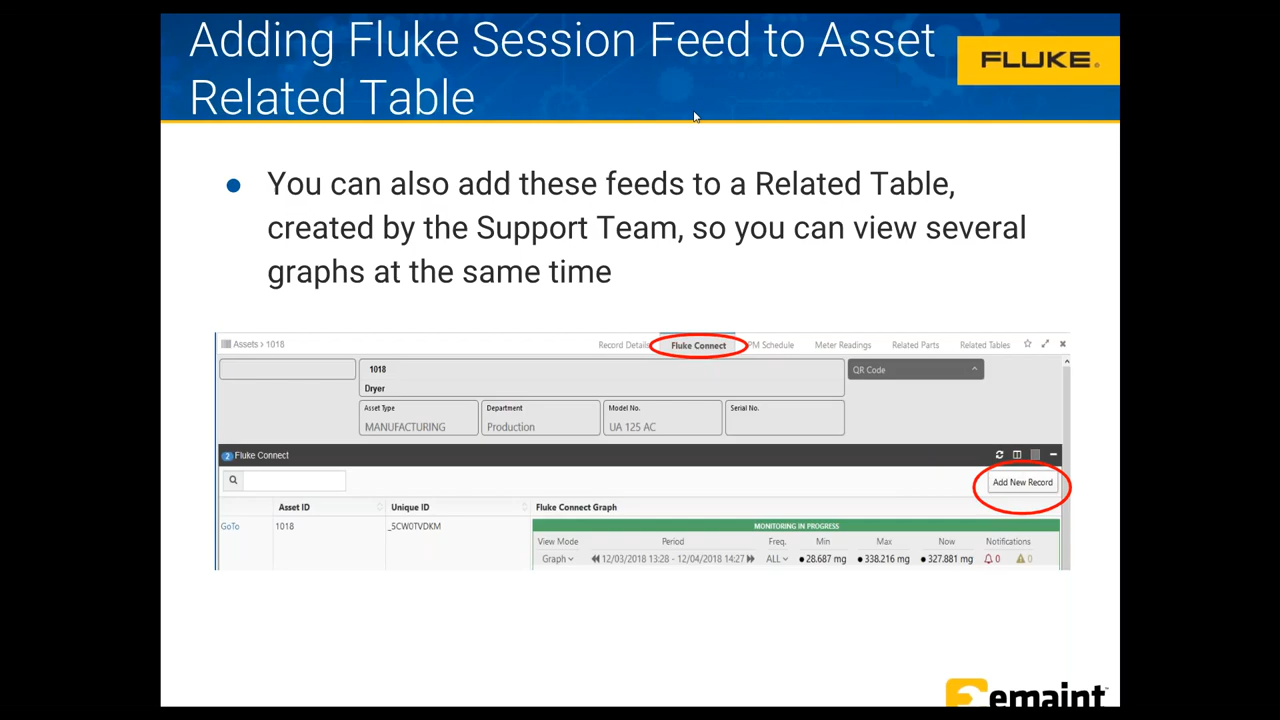 Adding Fluke Session Feed to Asset
Related Table
FLUKE®
● You can also add these feeds to a Related Table,
created by the Support Team, so you can view several
graphs at the same time
Assets > 1018
Record Details Fluke Connect PM Schedule Meter Readings Related Parts Related Tables
1018
Dryer
QR Code
Asset Type Department Model No. Serial No.
MANUFACTURING Production UA 125 AC
2 Fluke Connect
Add New Record
Asset ID Unique ID Fluke Connect Graph
GoTo 1018 _5CW0TVDKM MONITORING IN PROGRESS
View Mode Period Freq. Min Max Now Notifications
Graph 12/03/2018 13:28 - 12/04/2018 14:27 ALL 28.687 mg 338.216 mg 327.881 mg 0 0
emaint™